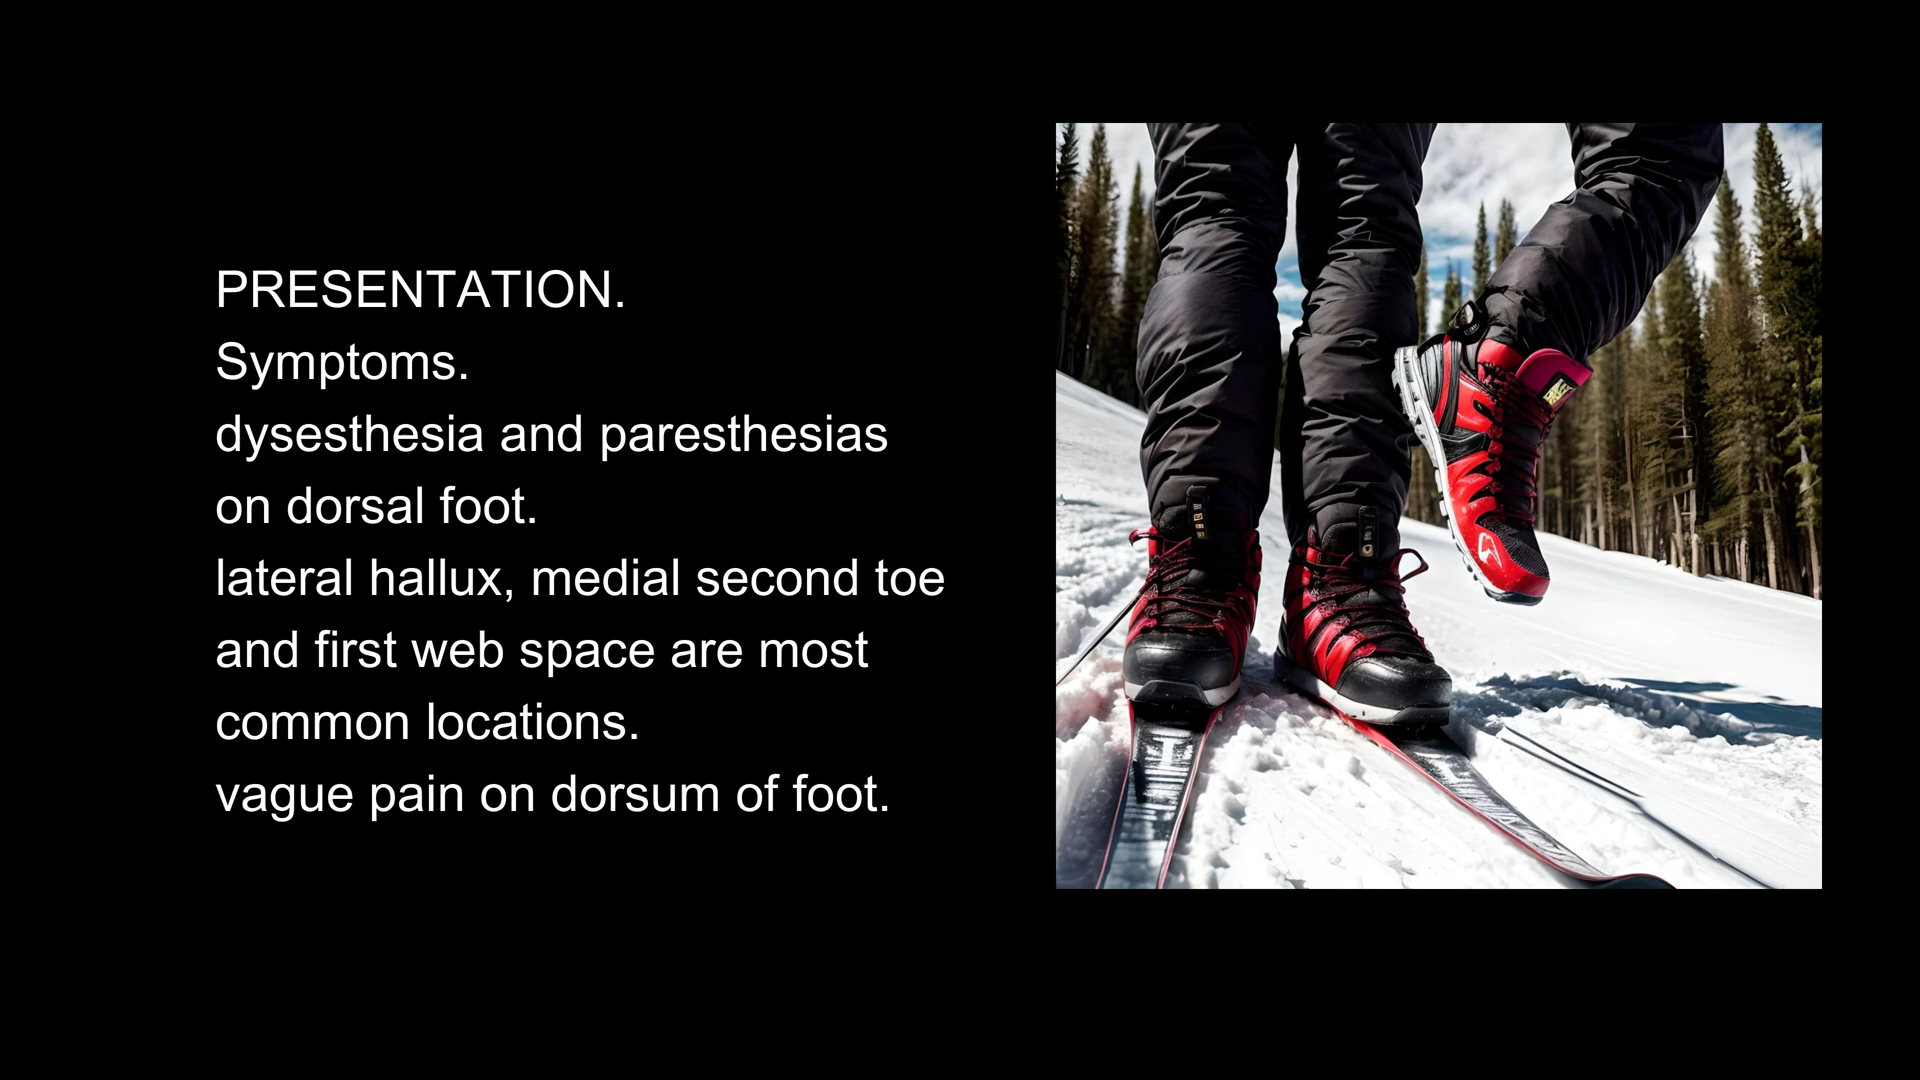 PRESENTATION.
Symptoms.
dysesthesia and paresthesias
on dorsal foot.
lateral hallux, medial second toe
and first web space are most
common locations.
vague pain on dorsum of foot.